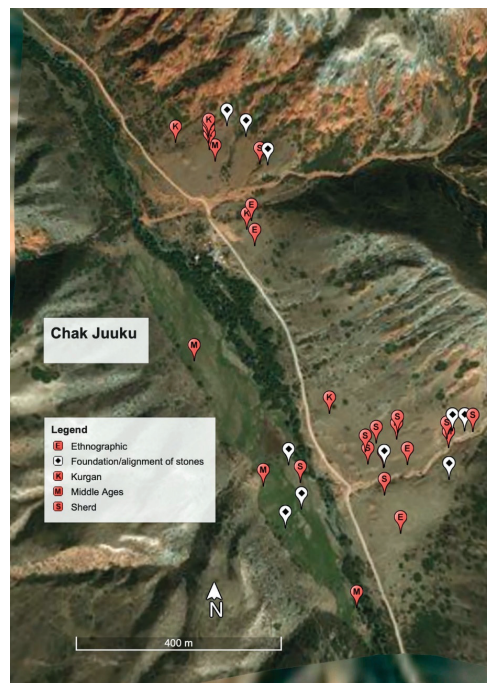 K
K
M
S
E
K
E
M
K
S
S
S
S
S
S
S
E
S
S
M
E
M
Chak Juuku
Legend
E Ethnographic
Foundation/alignment of stones
K Kurgan
M Middle Ages
S Sherd
N
400 m